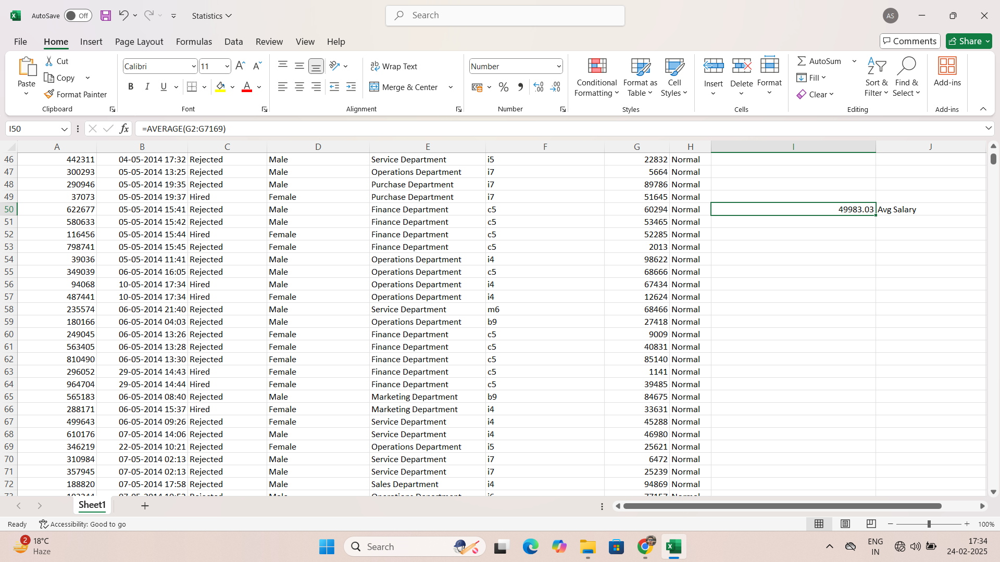 AutoSave Off Statistics Search AS
File Home Insert Page Layout Formulas Data Review View Help Comments Share
Paste Cut Copy Format Painter Clipboard
Calibri 11 B I U A Font
ab Wrap Text Merge & Center Alignment
Number % Number
Conditional Formatting Format as Table Cell Styles Styles
Insert Delete Format Cells
AutoSum Fill Clear Sort & Filter Find & Select Editing
Add-ins Add-ins
I50 fx =AVERAGE(G2:G7169)
A B C D E F G H I J
46 442311 04-05-2014 17:32 Rejected Male Service Department i5 22832 Normal
47 300293 05-05-2014 13:25 Rejected Male Operations Department i7 5664 Normal
48 290946 05-05-2014 19:35 Rejected Male Purchase Department i7 89786 Normal
49 37073 05-05-2014 19:37 Hired Female Purchase Department i7 51645 Normal
50 622677 05-05-2014 15:41 Rejected Male Finance Department c5 60294 Normal 49983.03 Avg Salary
51 580633 05-05-2014 15:42 Rejected Male Finance Department c5 53465 Normal
52 116456 05-05-2014 15:44 Hired Female Finance Department c5 52285 Normal
53 798741 05-05-2014 15:45 Rejected Female Finance Department c5 2013 Normal
54 39036 05-05-2014 11:41 Rejected Male Operations Department i4 98622 Normal
55 349039 06-05-2014 16:05 Rejected Male Operations Department c5 68666 Normal
56 94068 10-05-2014 17:34 Hired Male Operations Department i4 67434 Normal
57 487441 10-05-2014 17:34 Hired Female Operations Department i4 12624 Normal
58 235574 06-05-2014 21:40 Rejected Male Service Department m6 68466 Normal
59 180166 06-05-2014 04:03 Rejected Male Operations Department b9 27418 Normal
60 249045 06-05-2014 13:26 Rejected Female Finance Department c5 9009 Normal
61 563405 06-05-2014 13:28 Rejected Female Finance Department c5 40831 Normal
62 810490 06-05-2014 13:30 Rejected Female Finance Department c5 85140 Normal
63 296052 29-05-2014 14:43 Hired Female Finance Department c5 1141 Normal
64 964704 29-05-2014 14:44 Hired Female Finance Department c5 39485 Normal
65 565183 06-05-2014 08:40 Rejected Male Marketing Department b9 84675 Normal
66 288171 06-05-2014 15:37 Hired Female Marketing Department i4 33631 Normal
67 499643 06-05-2014 09:26 Rejected Female Service Department i4 45288 Normal
68 610176 07-05-2014 14:06 Rejected Male Service Department i4 46980 Normal
69 346219 22-05-2014 10:21 Rejected Female Operations Department i5 25621 Normal
70 310984 07-05-2014 02:13 Rejected Male Service Department i7 6472 Normal
71 357945 07-05-2014 02:13 Rejected Male Service Department i7 25239 Normal
72 188820 07-05-2014 17:58 Rejected Male Sales Department i4 94869 Normal
Sheet1
Ready Accessibility: Good to go 100%
2 18°C Haze Search ENG IN 17:34 24-02-2025